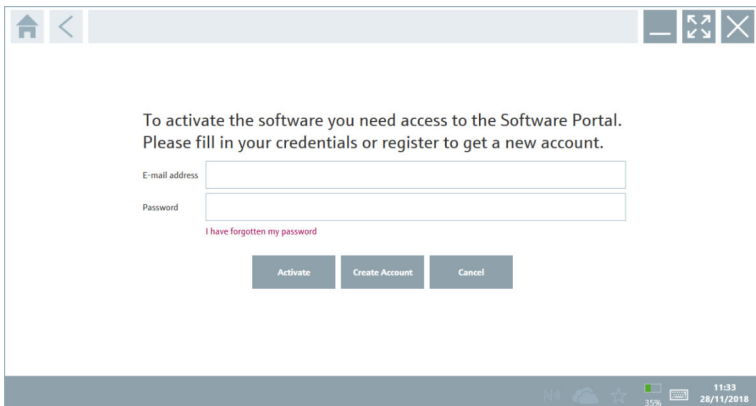 To activate the software you need access to the Software Portal.
Please fill in your credentials or register to get a new account.
E-mail address
Password
I have forgotten my password
Activate Create Account Cancel
11:33
35% 28/11/2018